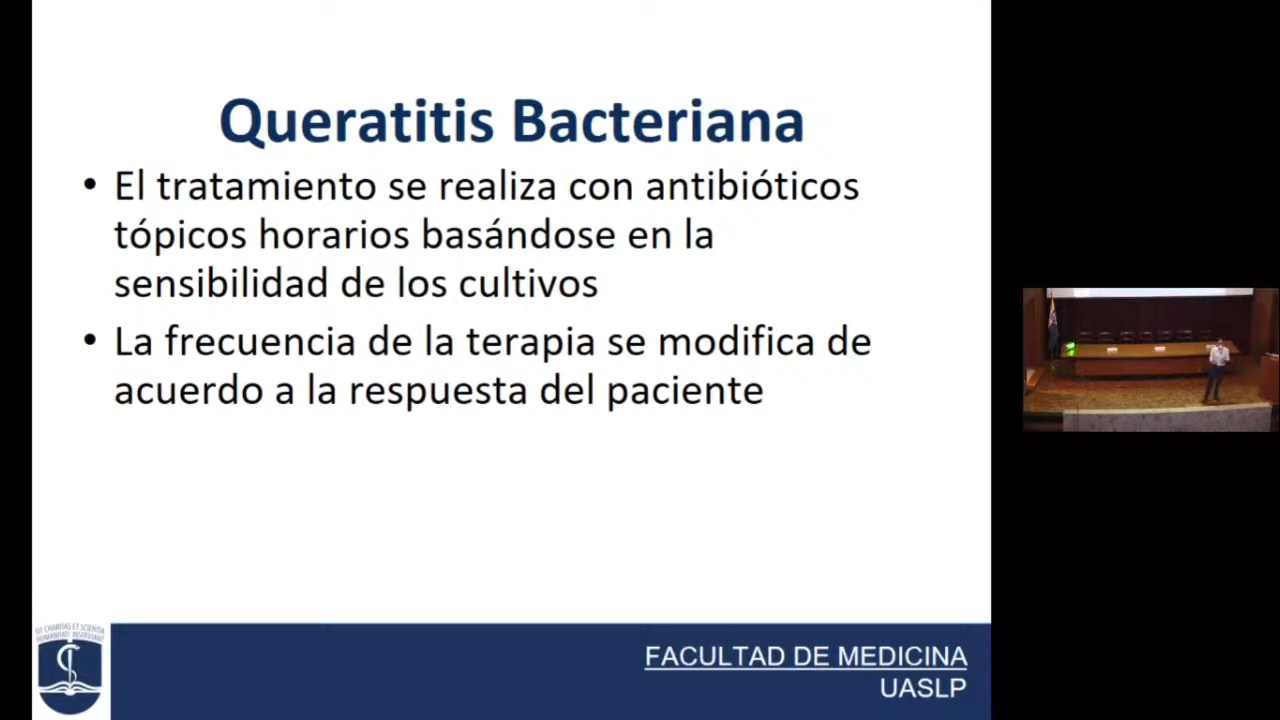 Queratitis Bacteriana
• El tratamiento se realiza con antibióticos
tópicos horarios basándose en la
sensibilidad de los cultivos
• La frecuencia de la terapia se modifica de
acuerdo a la respuesta del paciente
FACULTAD DE MEDICINA
UASLP